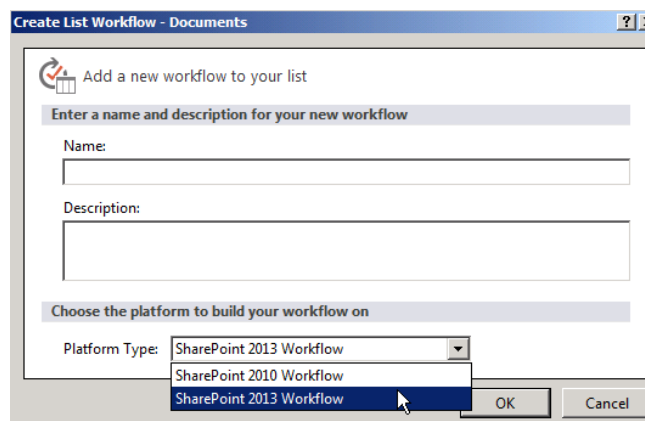 Create List Workflow - Documents
Add a new workflow to your list
Enter a name and description for your new workflow
Name:
Description:
Choose the platform to build your workflow on
Platform Type: SharePoint 2013 Workflow
SharePoint 2010 Workflow
SharePoint 2013 Workflow
OK Cancel